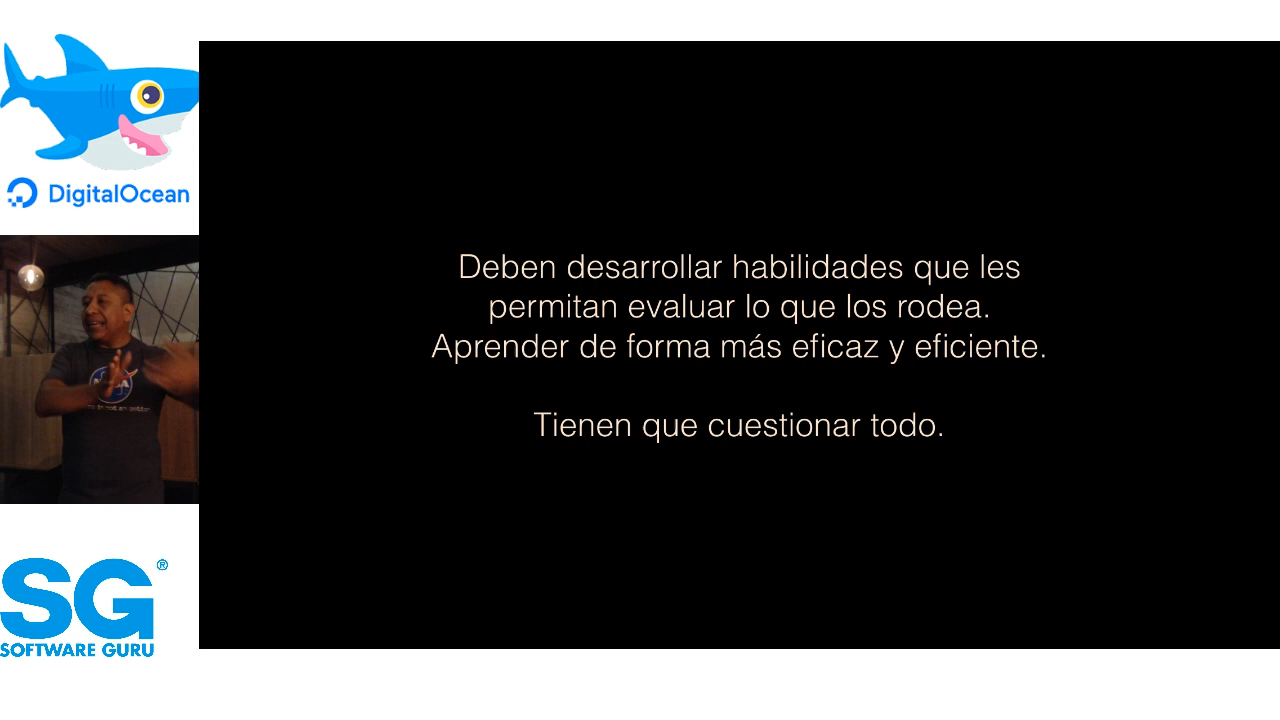 DigitalOcean
Deben desarrollar habilidades que les
permitan evaluar lo que los rodea.
Aprender de forma más eficaz y eficiente.
Tienen que cuestionar todo.
SG®
SOFTWARE GURU